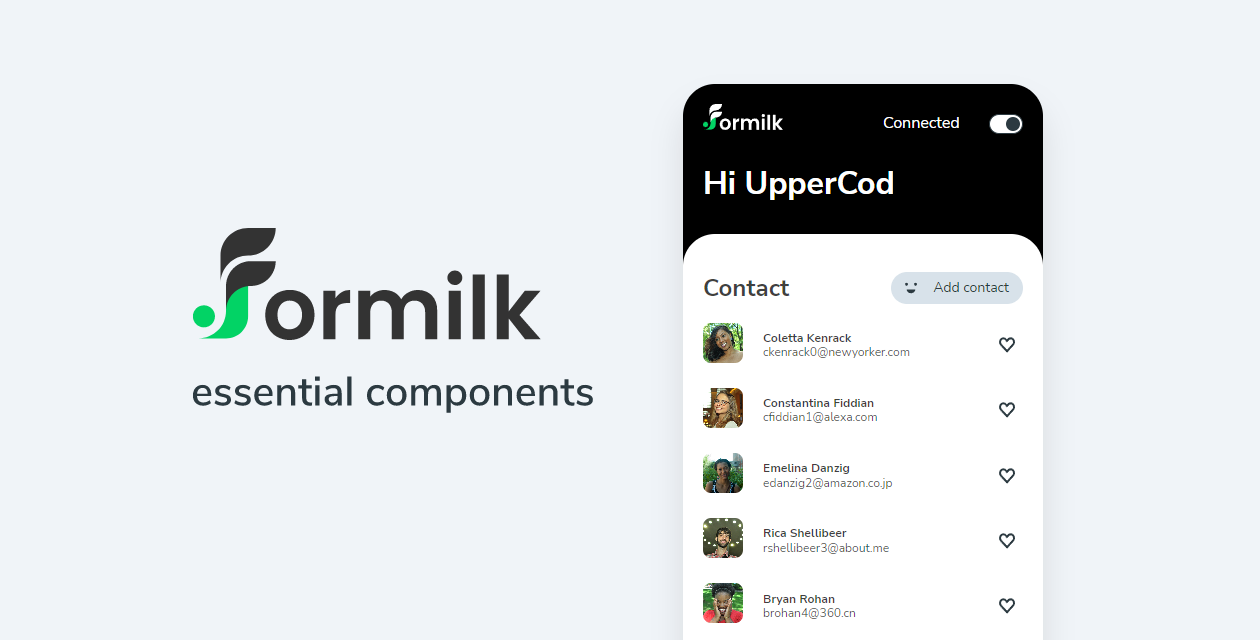 formilk
essential components
formilk
Connected
Hi UpperCod
Contact
Add contact
Coletta Kenrack
ckenrack0@newyorker.com
Constantina Fiddian
cfiddian1@alexa.com
Emelina Danzig
edanzig2@amazon.co.jp
Rica Shellibeer
rshellibeer3@about.me
Bryan Rohan
brohan4@360.cn